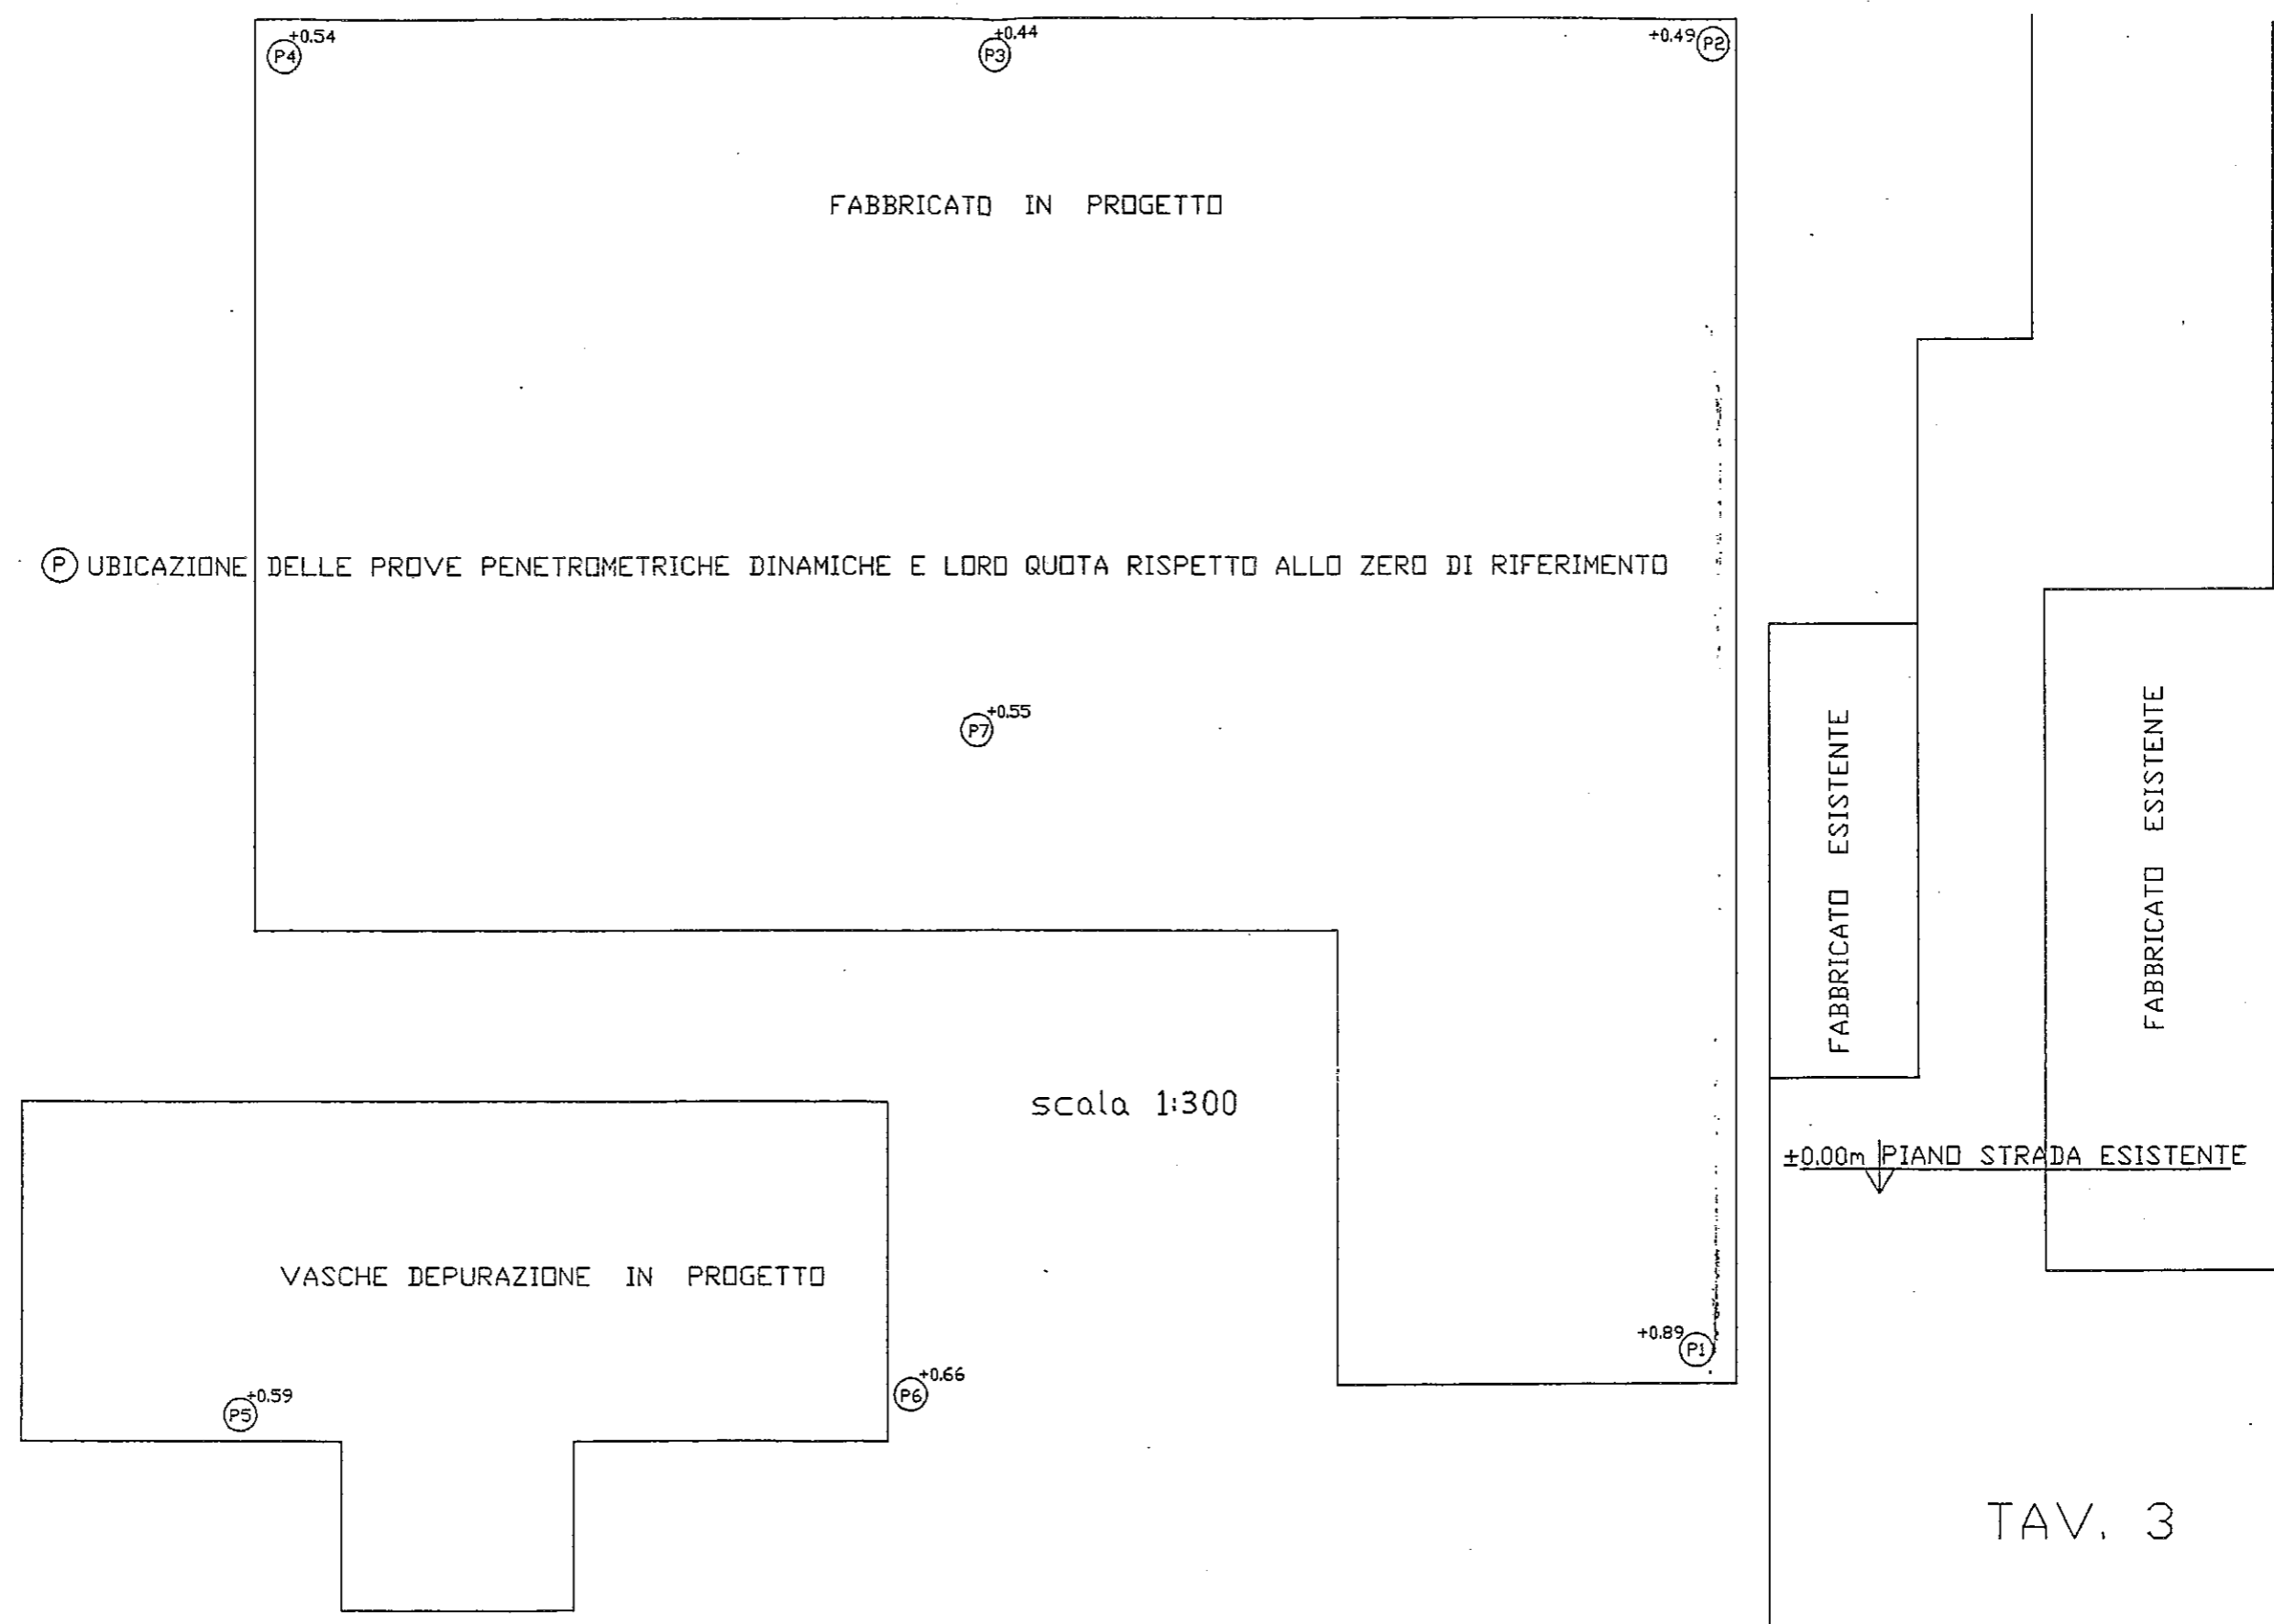 +0.54
P4
+0.44
P3
+0.49 P2
FABBRICATO IN PROGETTO
P UBICAZIONE DELLE PROVE PENETROMETRICHE DINAMICHE E LORO QUOTA RISPETTO ALLO ZERO DI RIFERIMENTO
+0.55
P7
FABBRICATO ESISTENTE
FABBRICATO ESISTENTE
scala 1:300
±0.00m PIANO STRADA ESISTENTE
VASCHE DEPURAZIONE IN PROGETTO
+0.89
P1
+0.66
P6
+0.59
P5
TAV. 3